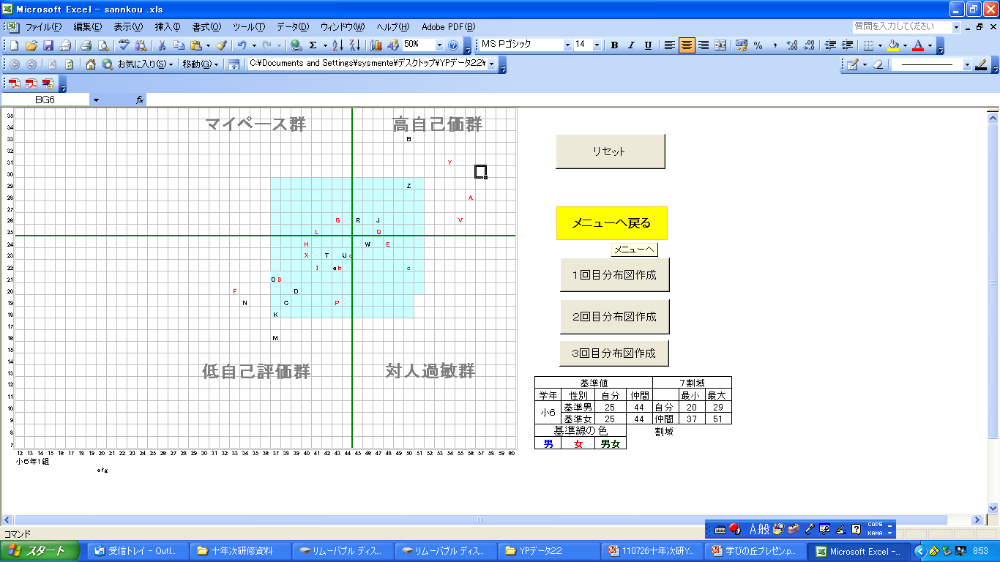 Microsoft Excel - sannkou .xls
ファイル(F) 編集(E) 表示(V) 挿入(I) 書式(O) ツール(T) データ(D) ウィンドウ(W) ヘルプ(H) Adobe PDF(B) 質問を入力してください
50% MS Pゴシック 14 B I U
お気に入り(S) 移動(G) C:¥Documents and Settings¥sysmente¥デスクトップ¥YPデータ22¥
BG6 fx
マイペース群 高自己価群
35
34
33 B
32
31 Y
30
29 Z
28 A
27
26 G R J V
25 L Q
24 H W E
23 X T U
22 b c
21 O S
20 F D
19 N C P
18 K
17
16 M
15
14
低自己評価群 対人過敏群
13
12
11
10
9
8
7
12 13 14 15 16 17 18 19 20 21 22 23 24 25 26 27 28 29 30 31 32 33 34 35 36 37 38 39 40 41 42 43 44 45 46 47 48 49 50 51 52 53 54 55 56 57 58 59 60
小6年1組
e f g
リセット
メニューへ戻る
メニューへ
1回目分布図作成
2回目分布図作成
3回目分布図作成
基準値 7割域
学年 性別 自分 仲間 最小 最大
小6 基準男 25 44 自分 20 29
基準女 25 44 仲間 37 51
基準線の色 割域
男 女 男女
コマンド
A 般 CAPS KANA
スタート 受信トレイ - Outl... 十年次研修資料 リムーバブル ディス... リムーバブル ディス... YPデータ22 110726十年次研Y... 学びの丘プレゼン.p... Microsoft Excel -... 8:53